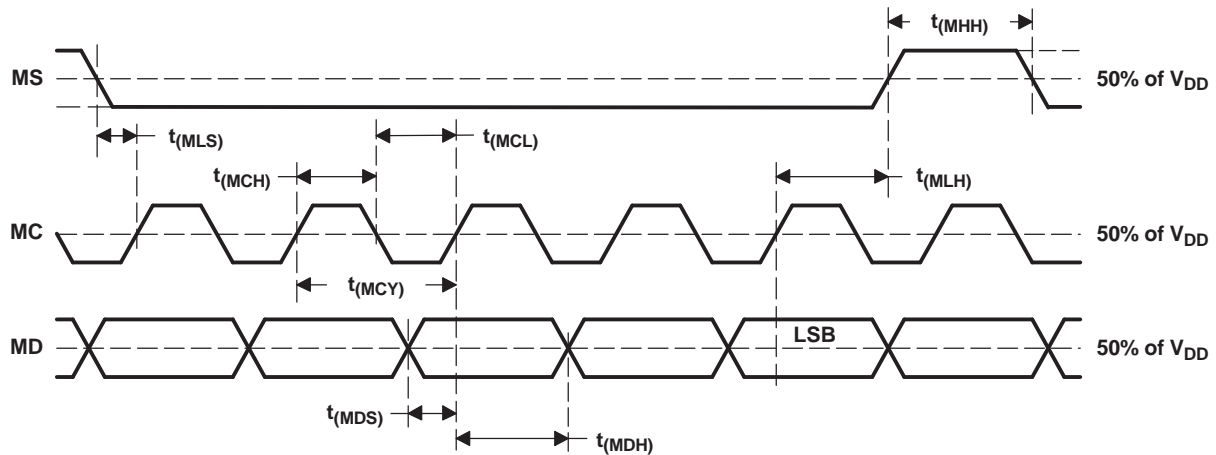 t(MHH)
MS
50% of VDD
t(MLS)
t(MCL)
t(MCH)
t(MLH)
MC
50% of VDD
t(MCY)
MD
LSB
50% of VDD
t(MDS)
t(MDH)